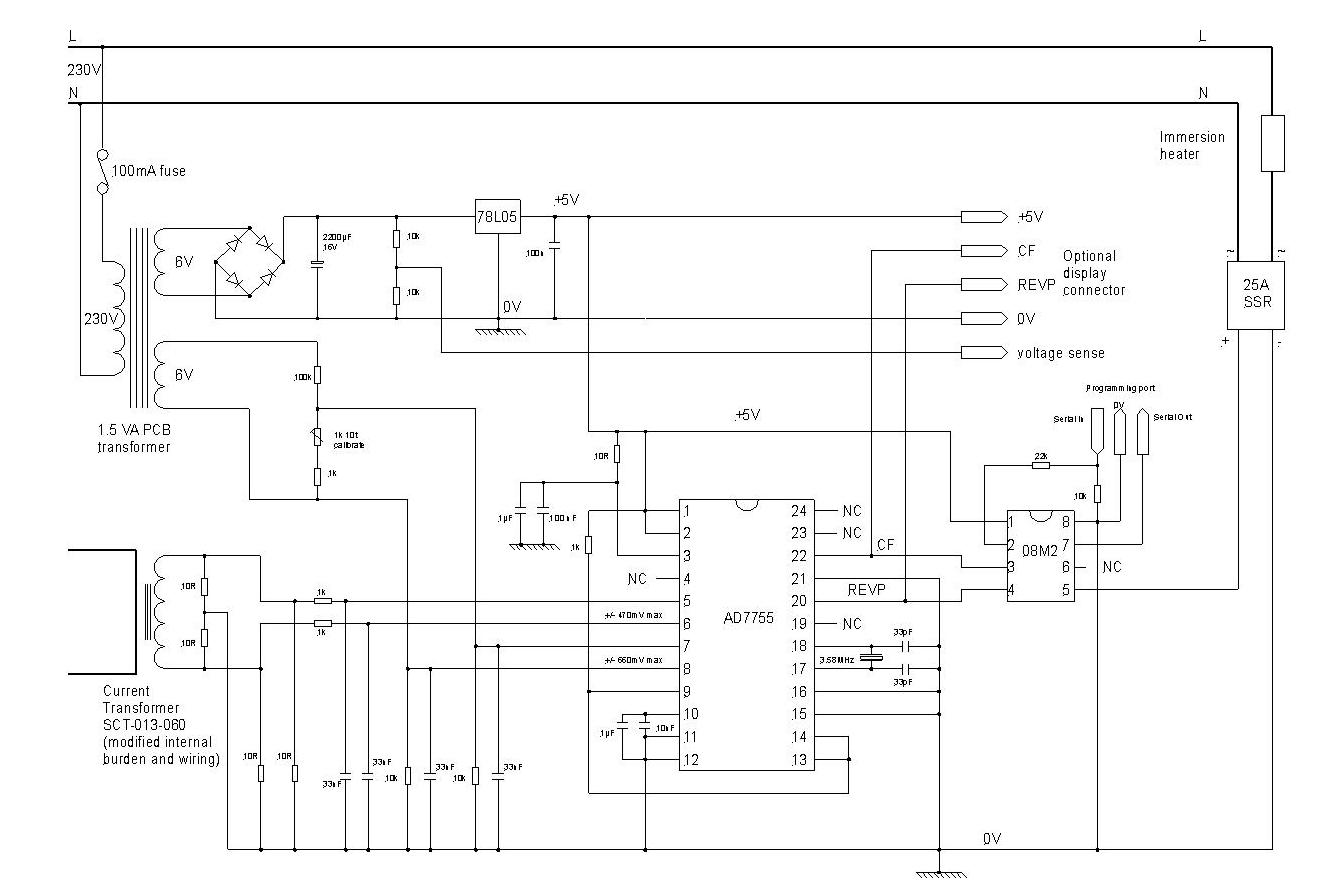 L
L
230V
N
N
Immersion
heater
100mA fuse
78L05
+5V
+5V
2200µF
16V
10k
100n
6V
CF
Optional
display
connector
REVP
10k
25A
SSR
0V
0V
230V
voltage sense
+
-
~
~
6V
100k
Programming port
0V
Serial In
Serial Out
+5V
1.5 VA PCB
transformer
1k 10t
calibrate
1k
10R
22k
10k
1µF
100nF
1k
1
2
3
4
5
6
7
8
9
10
11
12
24
23
22
21
20
19
18
17
16
15
14
13
AD7755
NC
NC
NC
CF
REVP
NC
3.58MHz
33pF
33pF
1
2
3
4
8
7
6
5
08M2
NC
10R
10R
1k
1k
+/- 470mV max
+/- 660mV max
Current
Transformer
SCT-013-060
(modified internal
burden and wiring)
1µF
10nF
10R
10R
33nF
33nF
10k
33nF
10k
33nF
0V